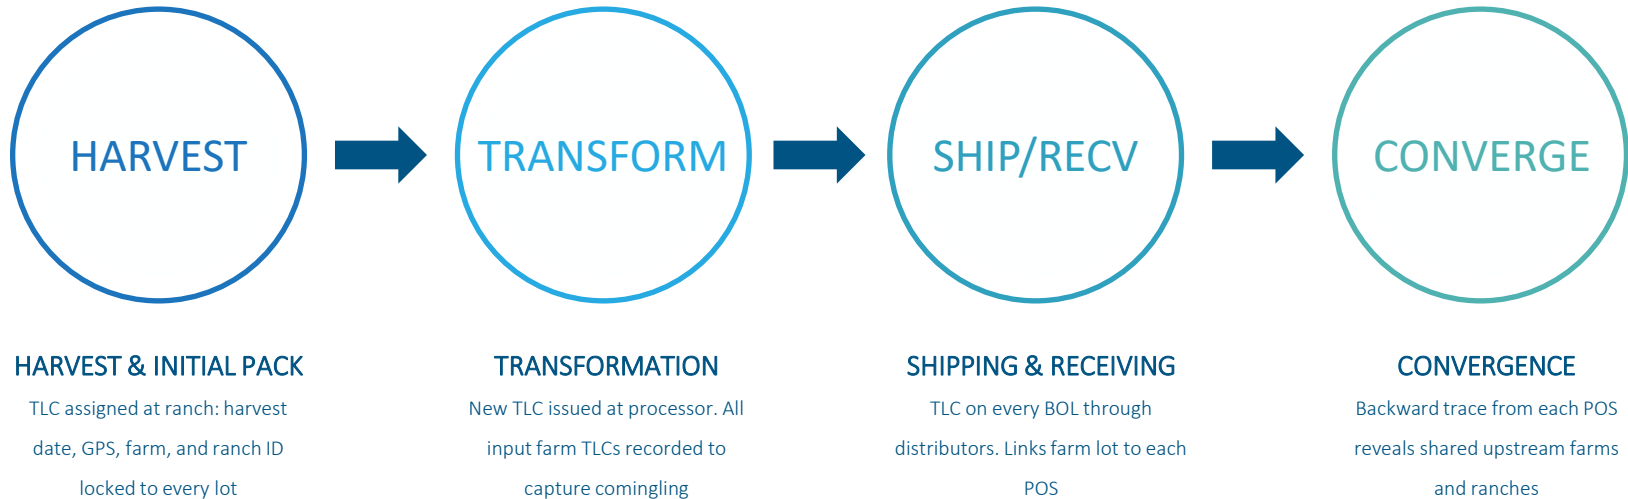 HARVEST
TRANSFORM
SHIP/RECV
CONVERGE
HARVEST & INITIAL PACK
TLC assigned at ranch: harvest
date, GPS, farm, and ranch ID
locked to every lot
TRANSFORMATION
New TLC issued at processor. All
input farm TLCs recorded to
capture comingling
SHIPPING & RECEIVING
TLC on every BOL through
distributors. Links farm lot to each
POS
CONVERGENCE
Backward trace from each POS
reveals shared upstream farms
and ranches